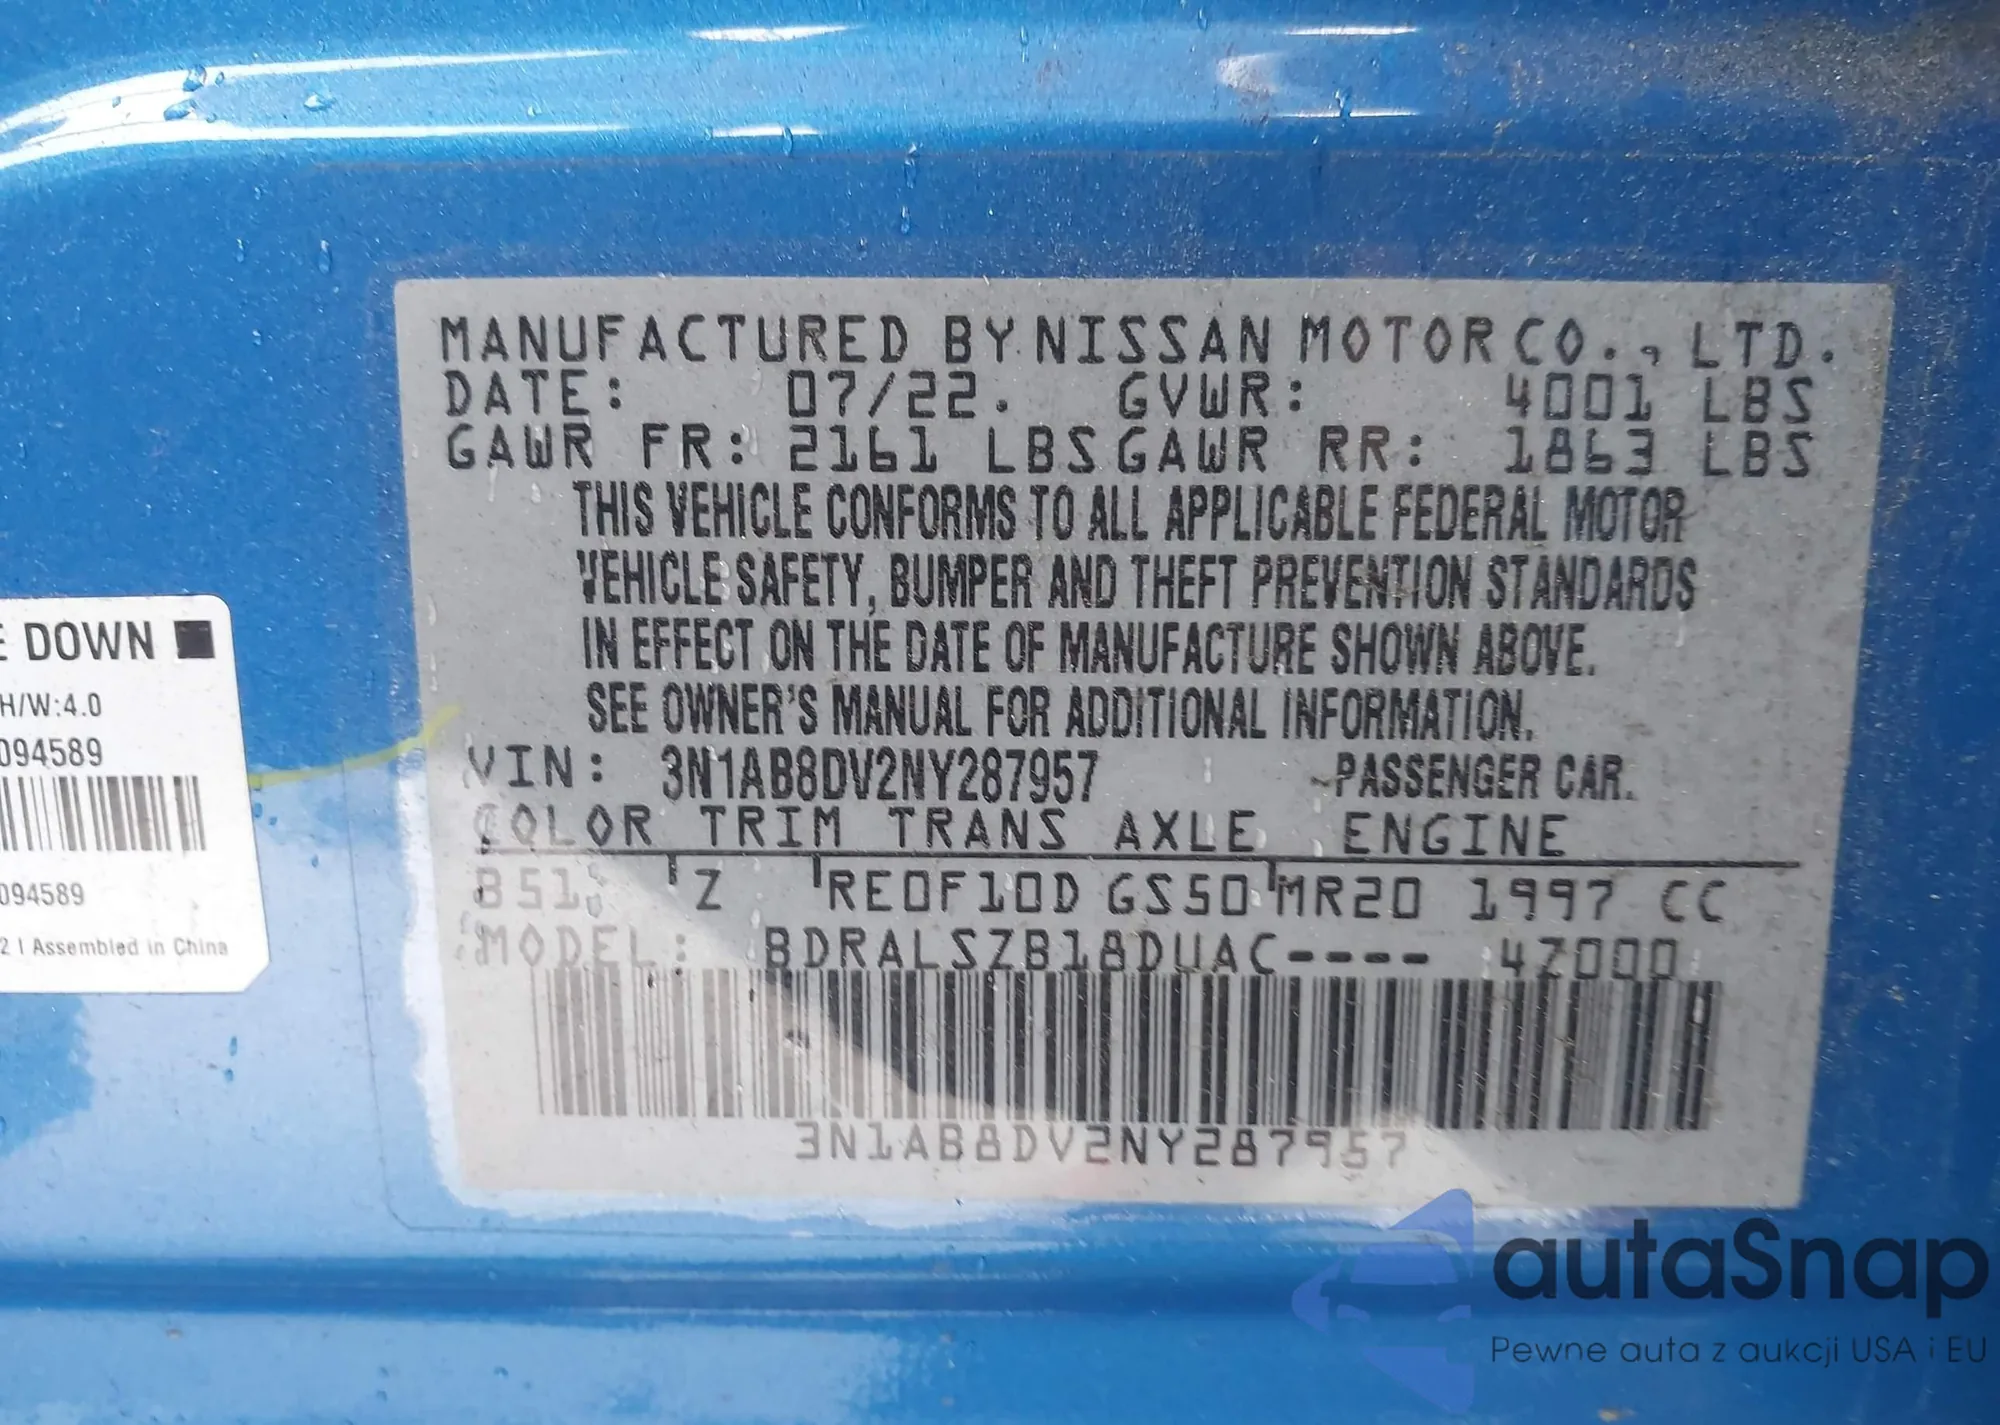 MANUFACTURED BY NISSAN MOTOR CO., LTD.
DATE: 07/22. GVWR: 4001 LBS
GAWR FR: 2161 LBS GAWR RR: 1863 LBS
THIS VEHICLE CONFORMS TO ALL APPLICABLE FEDERAL MOTOR
VEHICLE SAFETY, BUMPER AND THEFT PREVENTION STANDARDS
IN EFFECT ON THE DATE OF MANUFACTURE SHOWN ABOVE.
SEE OWNER'S MANUAL FOR ADDITIONAL INFORMATION.
VIN: 3N1AB8DV2NY287957 PASSENGER CAR.
COLOR TRIM TRANS AXLE ENGINE
B51 Z RE0F10D GS50 MR20 1997 CC
MODEL: BDRALSZB18DUAC---- 4Z000
3N1AB8DV2NY287957
DOWN
H/W:4.0
094589
094589
2 | Assembled in China
autaSnap
Pewne auta z aukcji USA i EU